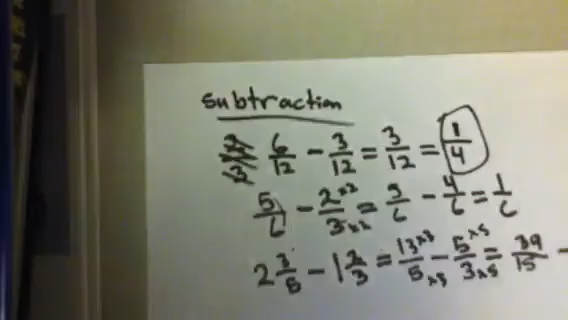 subtraction
6/12 - 3/12 = 3/12 = 1/4
5/6 - 2/3 ×2 ×2 = 5/6 - 4/6 = 1/6
2 3/5 - 1 2/3 = 13/5 ×3 ×3 - 5/3 ×5 ×5 = 39/15 -